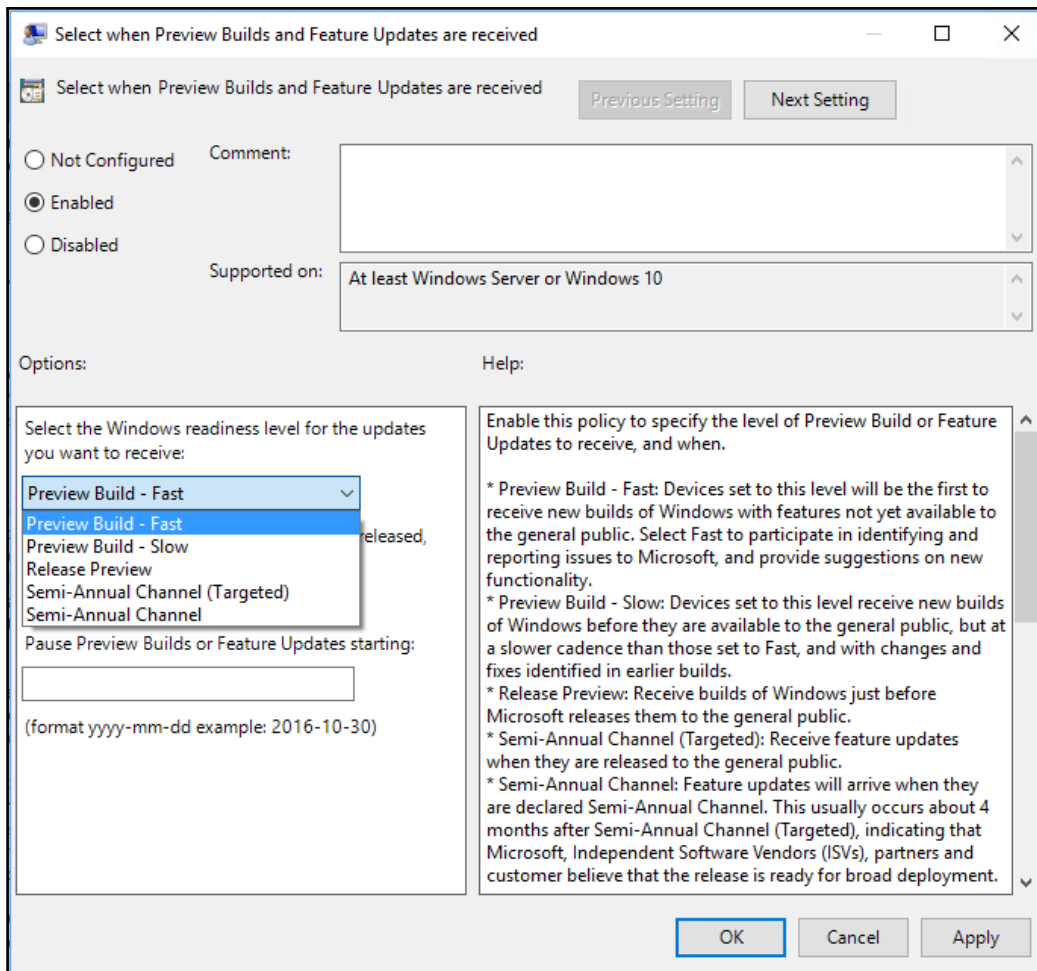 Select when Preview Builds and Feature Updates are received
Select when Preview Builds and Feature Updates are received
Previous Setting
Next Setting
Not Configured
Comment:
Enabled
Disabled
Supported on:
At least Windows Server or Windows 10
Options:
Help:
Select the Windows readiness level for the updates
you want to receive:
Preview Build - Fast
Preview Build - Fast
Preview Build - Slow
released,
Release Preview
Semi-Annual Channel (Targeted)
Semi-Annual Channel
Pause Preview Builds or Feature Updates starting:
(format yyyy-mm-dd example: 2016-10-30)
Enable this policy to specify the level of Preview Build or Feature
Updates to receive, and when.
* Preview Build - Fast: Devices set to this level will be the first to
receive new builds of Windows with features not yet available to
the general public. Select Fast to participate in identifying and
reporting issues to Microsoft, and provide suggestions on new
functionality.
* Preview Build - Slow: Devices set to this level receive new builds
of Windows before they are available to the general public, but at
a slower cadence than those set to Fast, and with changes and
fixes identified in earlier builds.
* Release Preview: Receive builds of Windows just before
Microsoft releases them to the general public.
* Semi-Annual Channel (Targeted): Receive feature updates
when they are released to the general public.
* Semi-Annual Channel: Feature updates will arrive when they
are declared Semi-Annual Channel. This usually occurs about 4
months after Semi-Annual Channel (Targeted), indicating that
Microsoft, Independent Software Vendors (ISVs), partners and
customer believe that the release is ready for broad deployment.
OK
Cancel
Apply